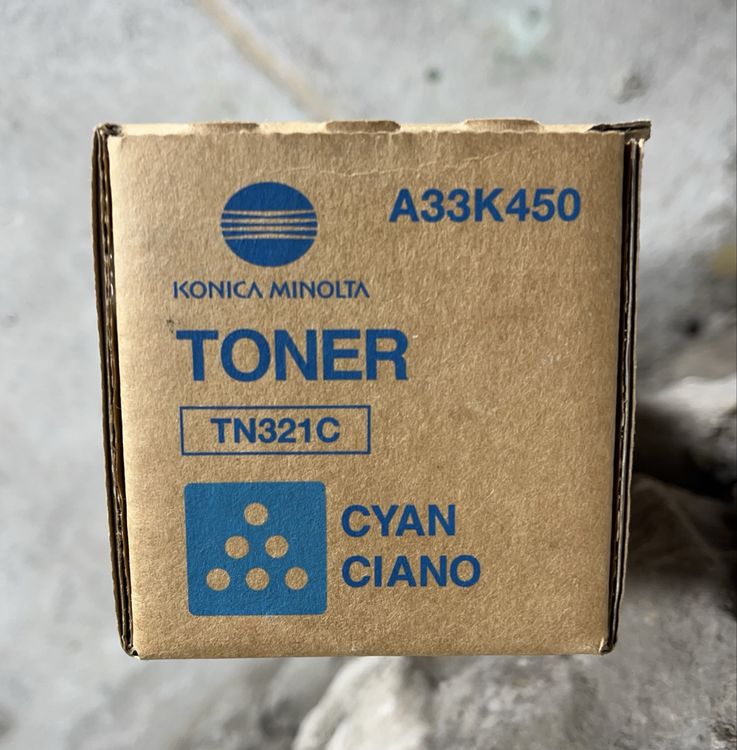 A33K450
KONICA MINOLTA
TONER
TN321C
CYAN
CIANO